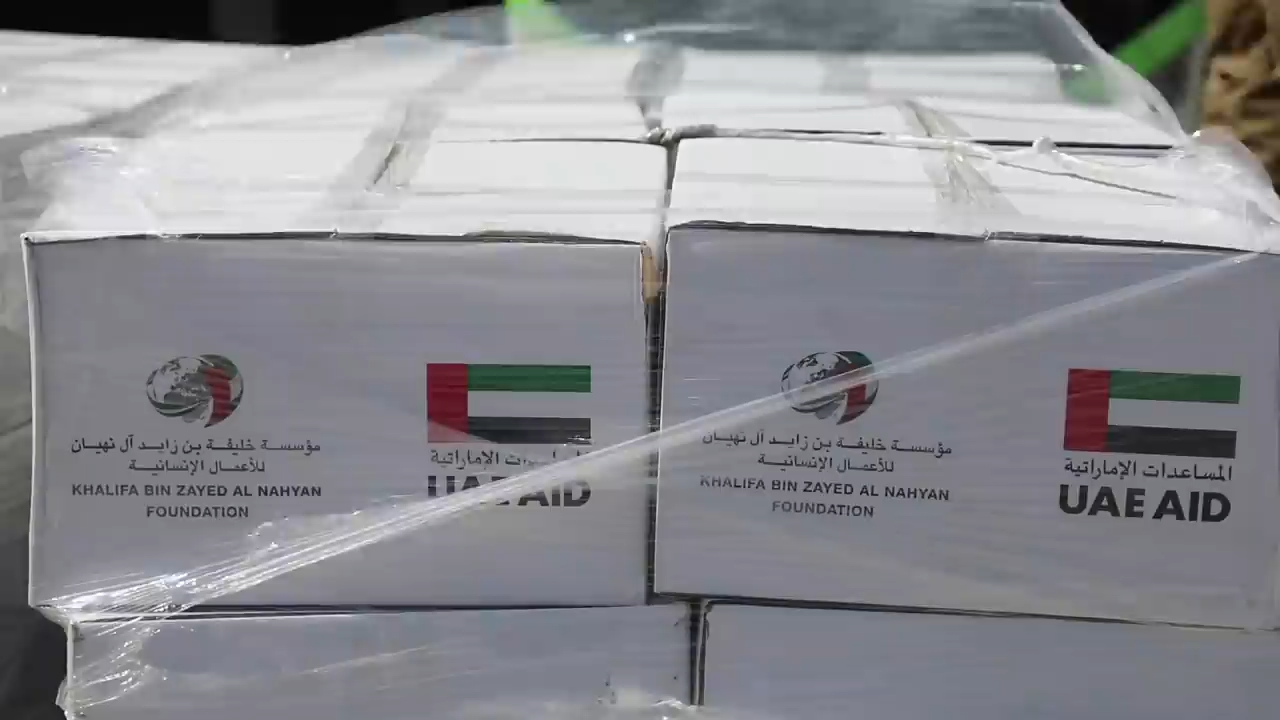 مؤسسة خليفة بن زايد آل نهيان
للأعمال الإنسانية
KHALIFA BIN ZAYED AL NAHYAN
FOUNDATION
الإماراتية
UAE AID
مؤسسة خليفة بن زايد آل نهيان
للأعمال الإنسانية
KHALIFA BIN ZAYED AL NAHYAN
FOUNDATION
المساعدات الإماراتية
UAE AID